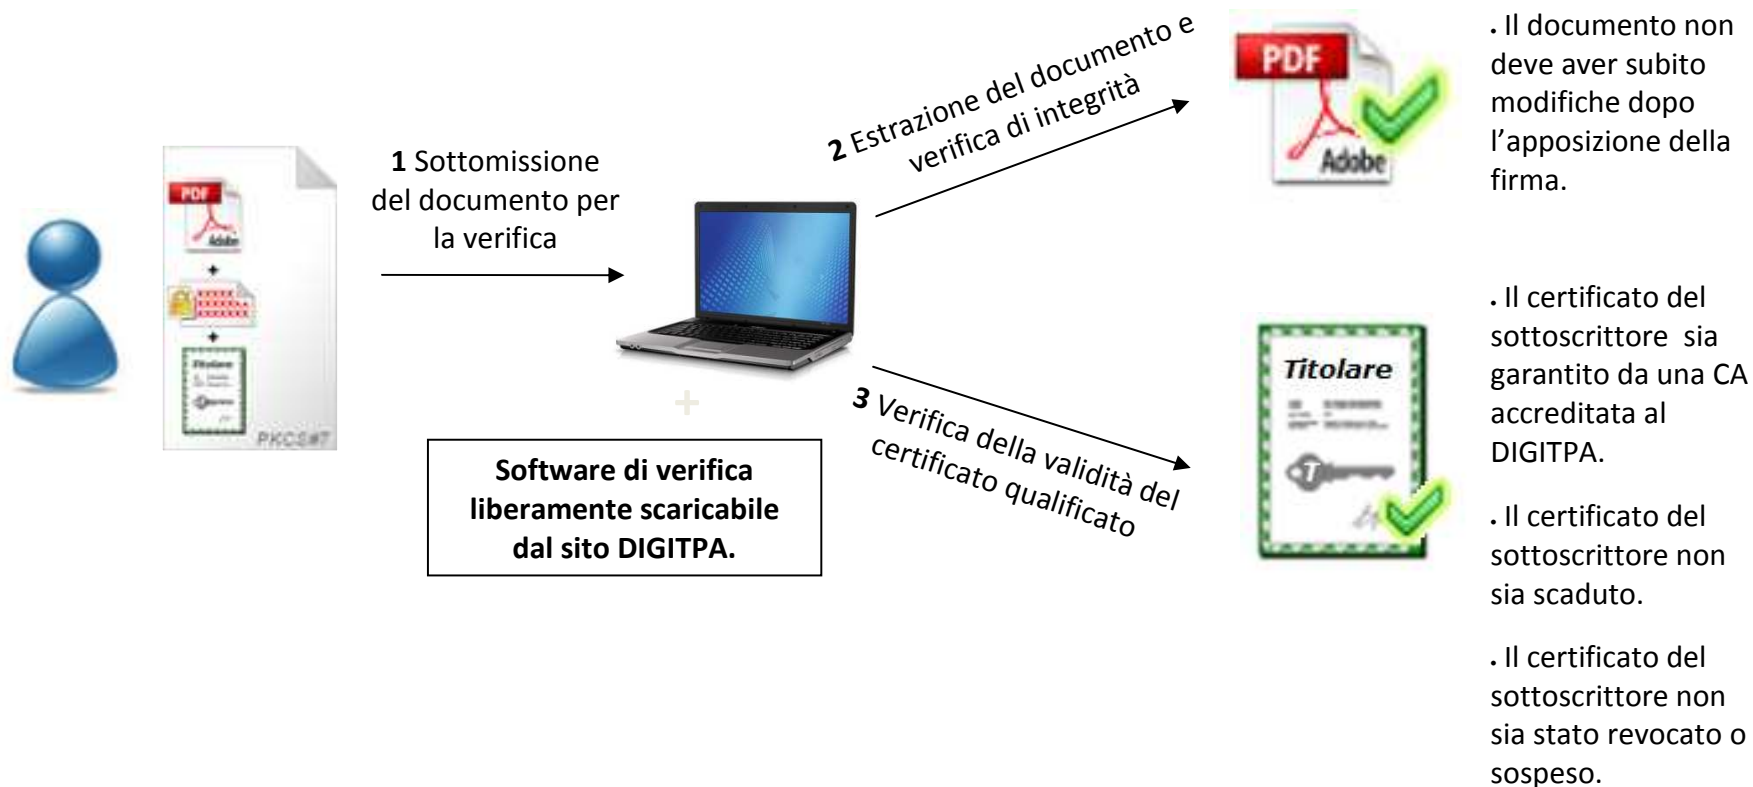 PDF
Adobe
+
+
Titolare
PKCS#7
1 Sottomissione
del documento per
la verifica
+
Software di verifica
liberamente scaricabile
dal sito DIGITPA.
2 Estrazione del documento e
verifica di integrità
3 Verifica della validità del
certificato qualificato
PDF
Adobe
. Il documento non
deve aver subito
modifiche dopo
l’apposizione della
firma.
Titolare
T
. Il certificato del
sottoscrittore sia
garantito da una CA
accreditata al
DIGITPA.
. Il certificato del
sottoscrittore non
sia scaduto.
. Il certificato del
sottoscrittore non
sia stato revocato o
sospeso.